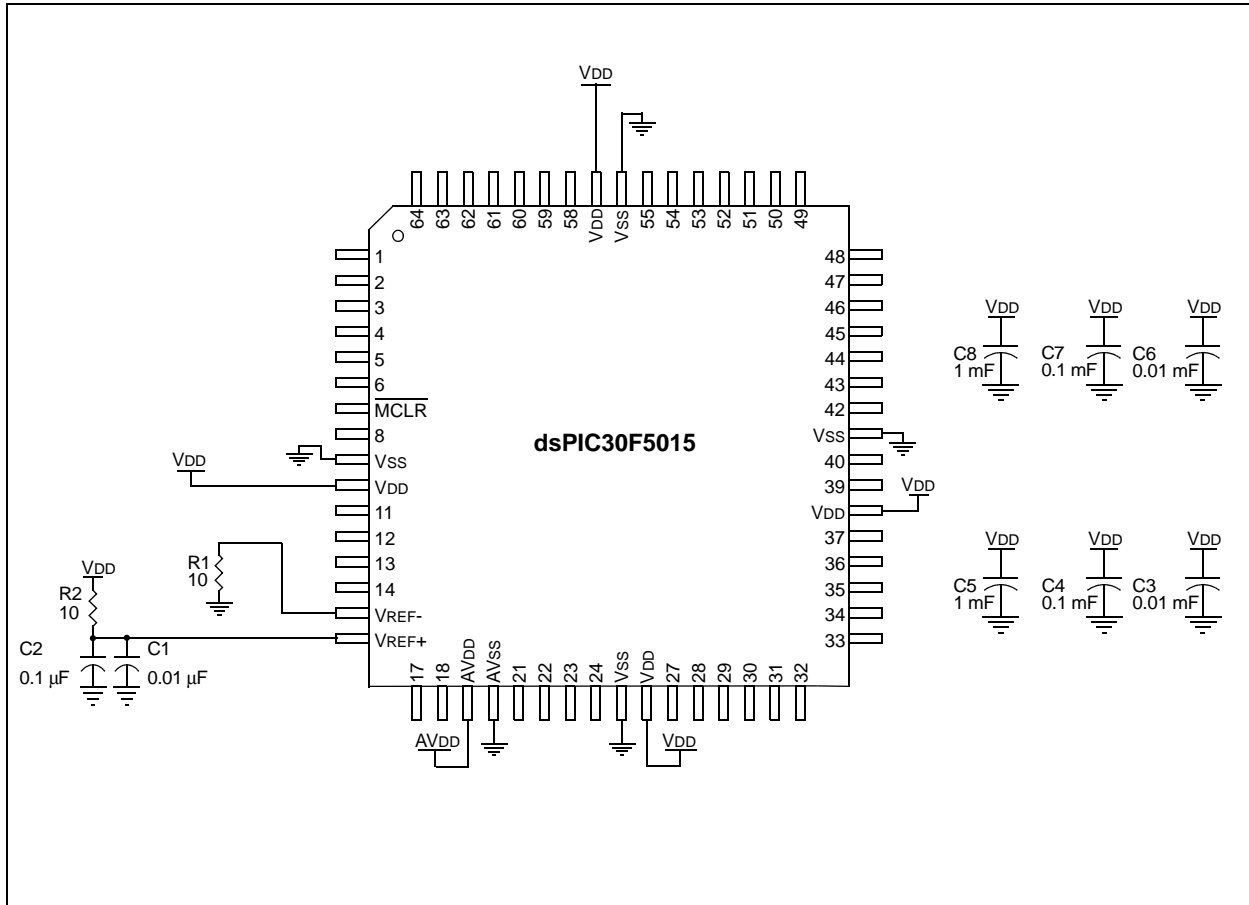 VDD
64 63 62 61 60 59 58 VDD VSS 55 54 53 52 51 50 49
1
2
3
4
5
6
MCLR
8
VSS
VDD
11
12
13
14
VREF-
VREF+
48
47
46
45
44
43
42
VSS
40
39
VDD
37
36
35
34
33
17 18 AVDD AVSS 21 22 23 24 VSS VDD 27 28 29 30 31 32
dsPIC30F5015
VDD
VDD
R2
10
R1
10
C2
0.1 µF
C1
0.01 µF
AVDD
VDD
VDD
VDD
C8
1 mF
VDD
C7
0.1 mF
VDD
C6
0.01 mF
VDD
C5
1 mF
VDD
C4
0.1 mF
VDD
C3
0.01 mF